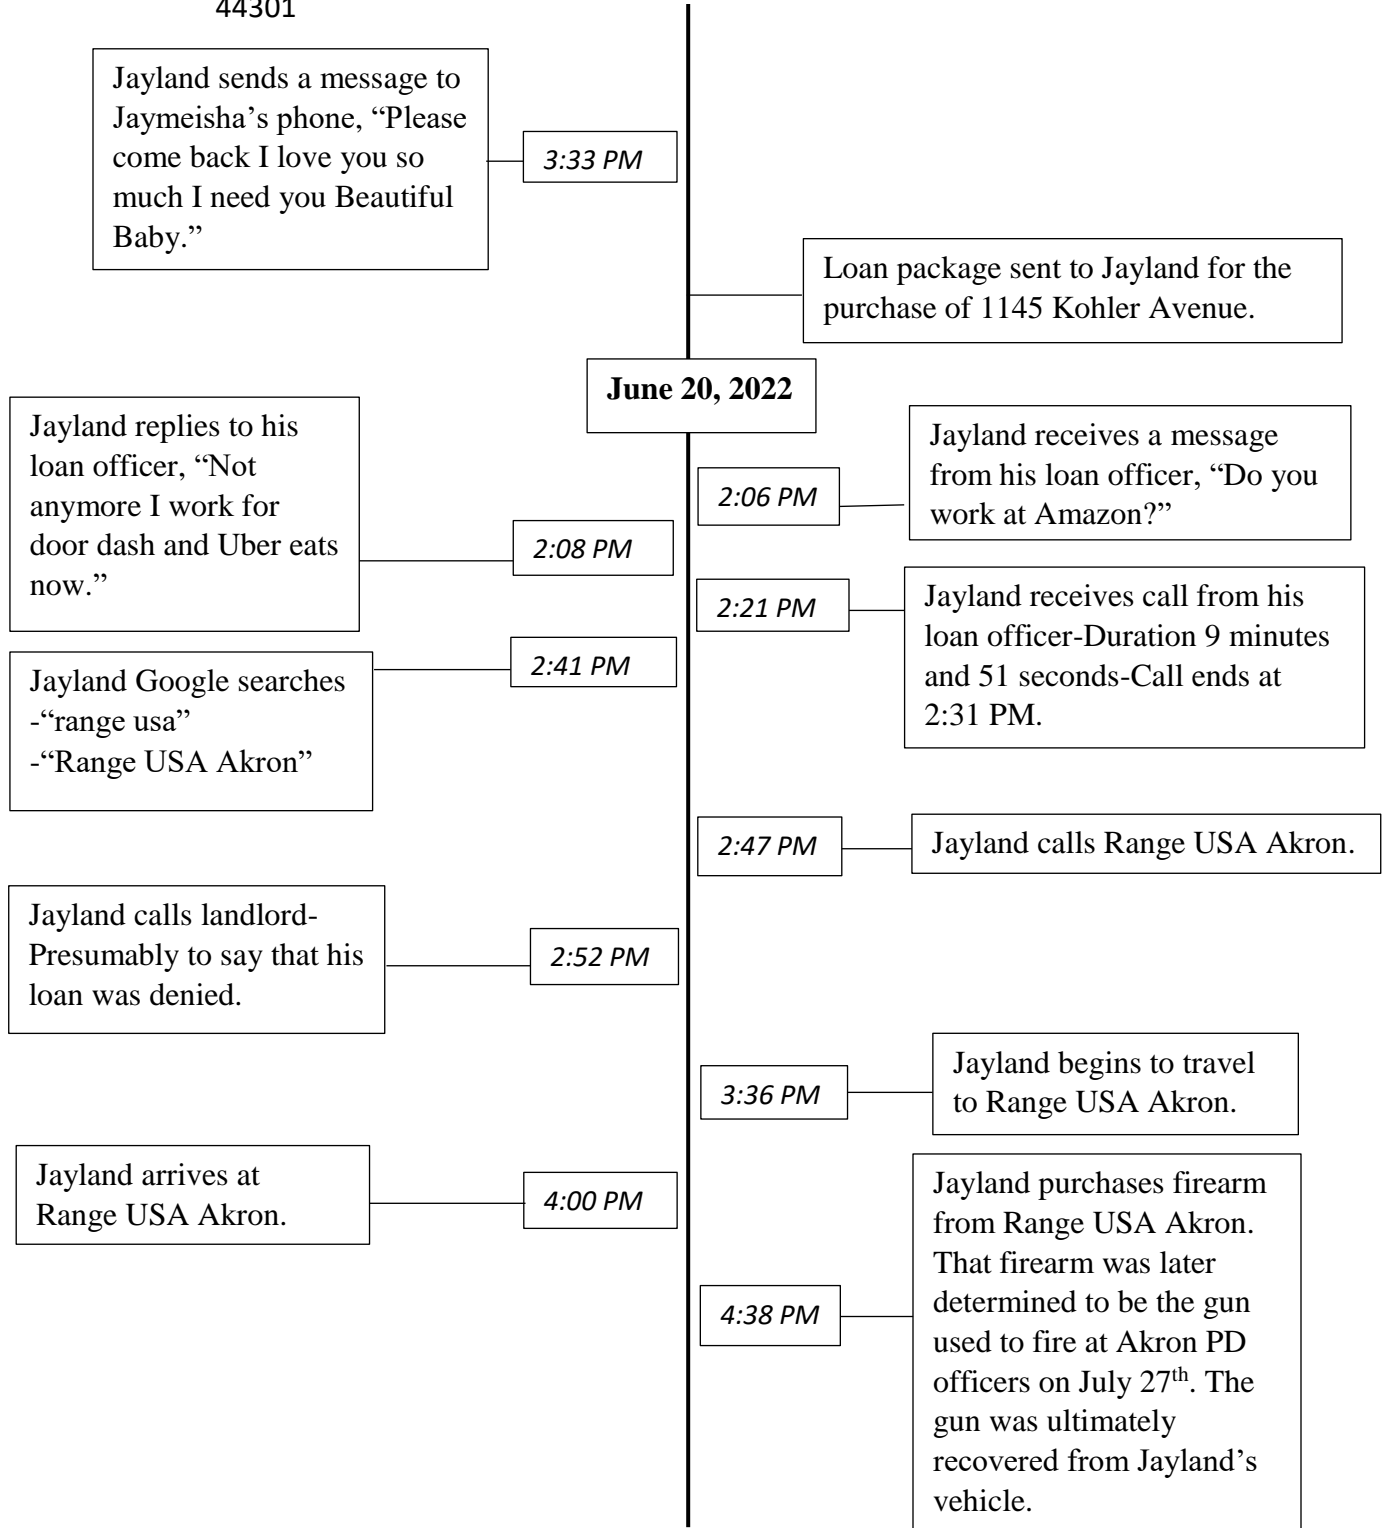 44301
Jayland sends a message to
Jaymeisha’s phone, “Please
come back I love you so
much I need you Beautiful
Baby.”
3:33 PM
Loan package sent to Jayland for the
purchase of 1145 Kohler Avenue.
June 20, 2022
Jayland receives a message
from his loan officer, “Do you
work at Amazon?”
2:06 PM
Jayland replies to his
loan officer, “Not
anymore I work for
door dash and Uber eats
now.”
2:08 PM
2:21 PM
Jayland receives call from his
loan officer-Duration 9 minutes
and 51 seconds-Call ends at
2:31 PM.
Jayland Google searches
-“range usa”
-“Range USA Akron”
2:41 PM
2:47 PM
Jayland calls Range USA Akron.
Jayland calls landlord-
Presumably to say that his
loan was denied.
2:52 PM
3:36 PM
Jayland begins to travel
to Range USA Akron.
Jayland arrives at
Range USA Akron.
4:00 PM
4:38 PM
Jayland purchases firearm
from Range USA Akron.
That firearm was later
determined to be the gun
used to fire at Akron PD
officers on July 27th. The
gun was ultimately
recovered from Jayland’s
vehicle.